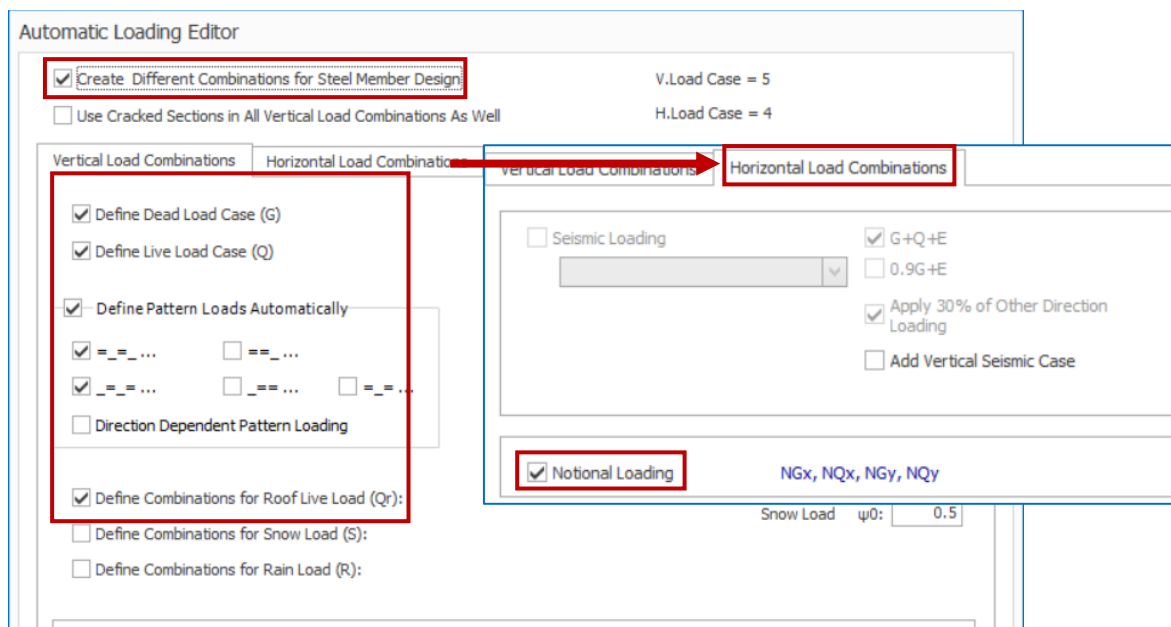 Automatic Loading Editor
Create Different Combinations for Steel Member Design
V.Load Case = 5
Use Cracked Sections in All Vertical Load Combinations As Well
H.Load Case = 4
Vertical Load Combinations
Horizontal Load Combinations
Define Dead Load Case (G)
Define Live Load Case (Q)
Define Pattern Loads Automatically
=_=_ ...
==_ ...
_=_= ...
_== ...
=_= ...
Direction Dependent Pattern Loading
Define Combinations for Roof Live Load (Qr):
Define Combinations for Snow Load (S):
Define Combinations for Rain Load (R):
Vertical Load Combinations
Horizontal Load Combinations
Seismic Loading
G+Q+E
0.9G+E
Apply 30% of Other Direction
Loading
Add Vertical Seismic Case
Notional Loading
NGx, NQx, NGy, NQy
Snow Load ψ0: 0.5